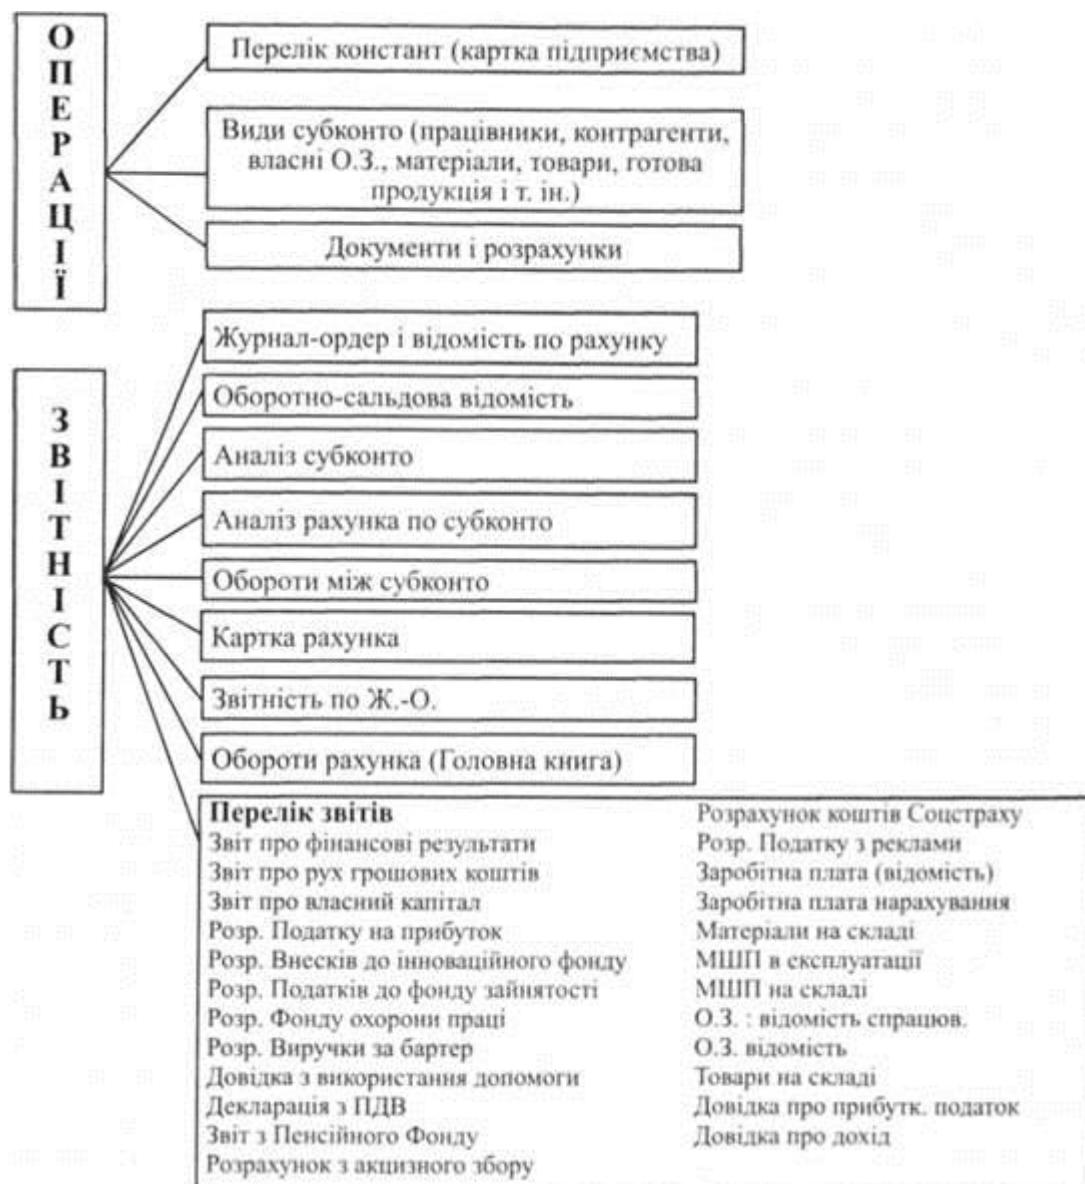 ОПЕРАЦІЇ
Перелік констант (картка підприємства)
Види субконто (працівники, контрагенти,
власні О.З., матеріали, товари, готова
продукція і т. ін.)
Документи і розрахунки
ЗВІТНІСТЬ
Журнал-ордер і відомість по рахунку
Оборотно-сальдова відомість
Аналіз субконто
Аналіз рахунка по субконто
Обороти між субконто
Картка рахунка
Звітність по Ж.-О.
Обороти рахунка (Головна книга)
Перелік звітів
Звіт про фінансові результати
Звіт про рух грошових коштів
Звіт про власний капітал
Розр. Податку на прибуток
Розр. Внесків до інноваційного фонду
Розр. Податків до фонду зайнятості
Розр. Фонду охорони праці
Розр. Виручки за бартер
Довідка з використання допомоги
Декларація з ПДВ
Звіт з Пенсійного Фонду
Розрахунок з акцизного збору
Розрахунок коштів Соцстраху
Розр. Податку з реклами
Заробітна плата (відомість)
Заробітна плата нарахування
Матеріали на складі
МШП в експлуатації
МШП на складі
О.З. : відомість спрацюв.
О.З. відомість
Товари на складі
Довідка про прибутк. податок
Довідка про дохід